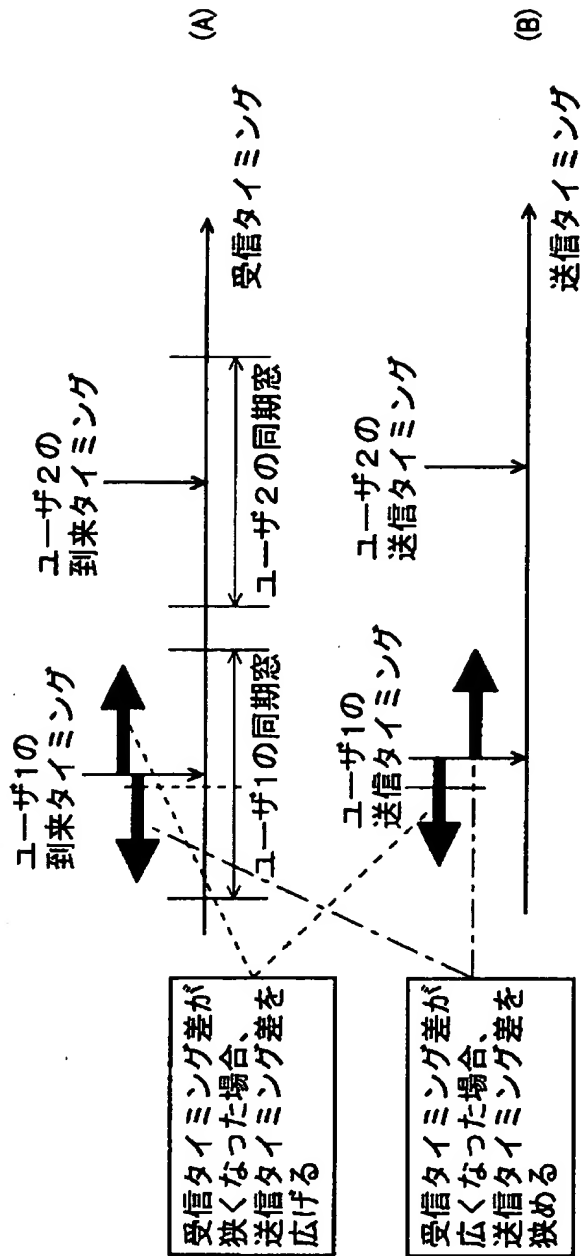 ユーザ1の
到来タイミング
ユーザ2の
到来タイミング
ユーザ1の同期窓
ユーザ2の同期窓
受信タイミング
(A)
受信タイミング差が
狭くなった場合、
送信タイミング差を
広げる
ユーザ1の
送信タイミング
ユーザ2の
送信タイミング
送信タイミング
(B)
受信タイミング差が
広くなった場合、
送信タイミング差を
狭める